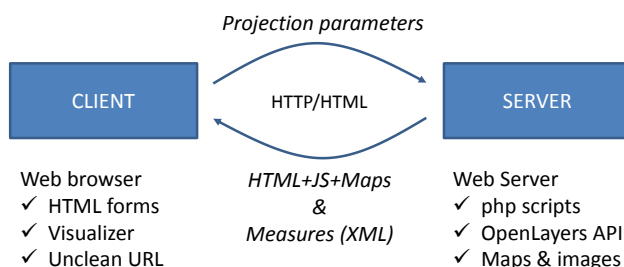 Projection parameters
CLIENT
HTTP/HTML
SERVER
Web browser
✓ HTML forms
✓ Visualizer
✓ Unclean URL
HTML+JS+Maps
&
Measures (XML)
Web Server
✓ php scripts
✓ OpenLayers API
✓ Maps & images